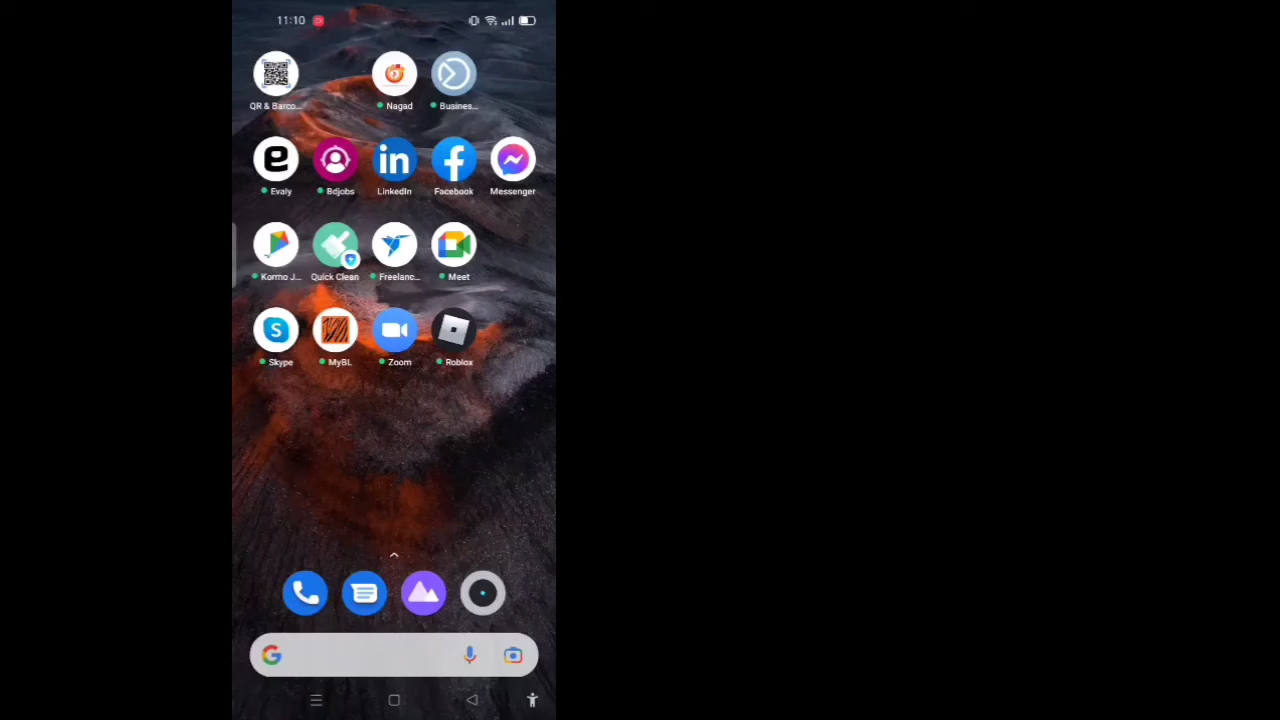 11:10
QR & Barco... Nagad Busines...
Evaly Bdjobs LinkedIn Facebook Messenger
Kormo J... Quick Clean Freelanc... Meet
Skype MyBL Zoom Roblox